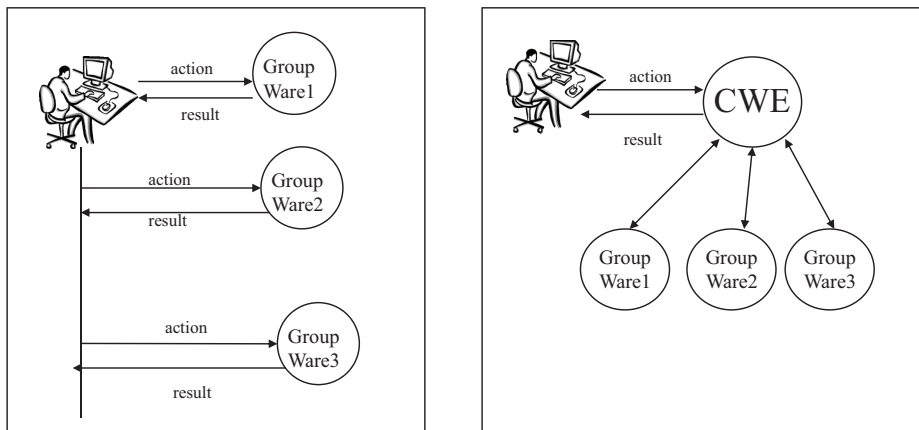 action
Group
Ware1
result
action
Group
Ware2
result
action
Group
Ware3
result
action
CWE
result
Group
Ware1
Group
Ware2
Group
Ware3